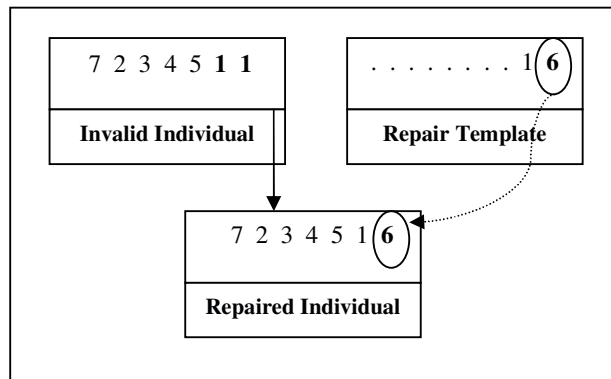 7 2 3 4 5 1 1
Invalid Individual
. . . . . . . . 1 6
Repair Template
7 2 3 4 5 1 6
Repaired Individual